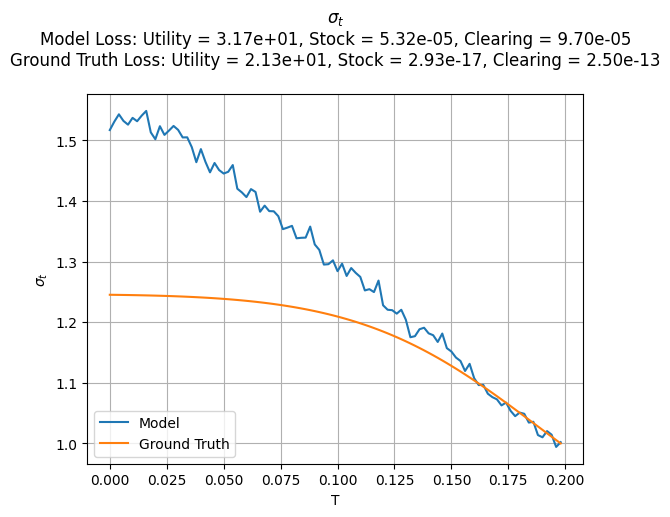 σt
Model Loss: Utility = 3.17e+01, Stock = 5.32e-05, Clearing = 9.70e-05
Ground Truth Loss: Utility = 2.13e+01, Stock = 2.93e-17, Clearing = 2.50e-13
1.5
1.4
1.3
1.2
1.1
1.0
σt
Model
Ground Truth
0.000 0.025 0.050 0.075 0.100 0.125 0.150 0.175 0.200
T